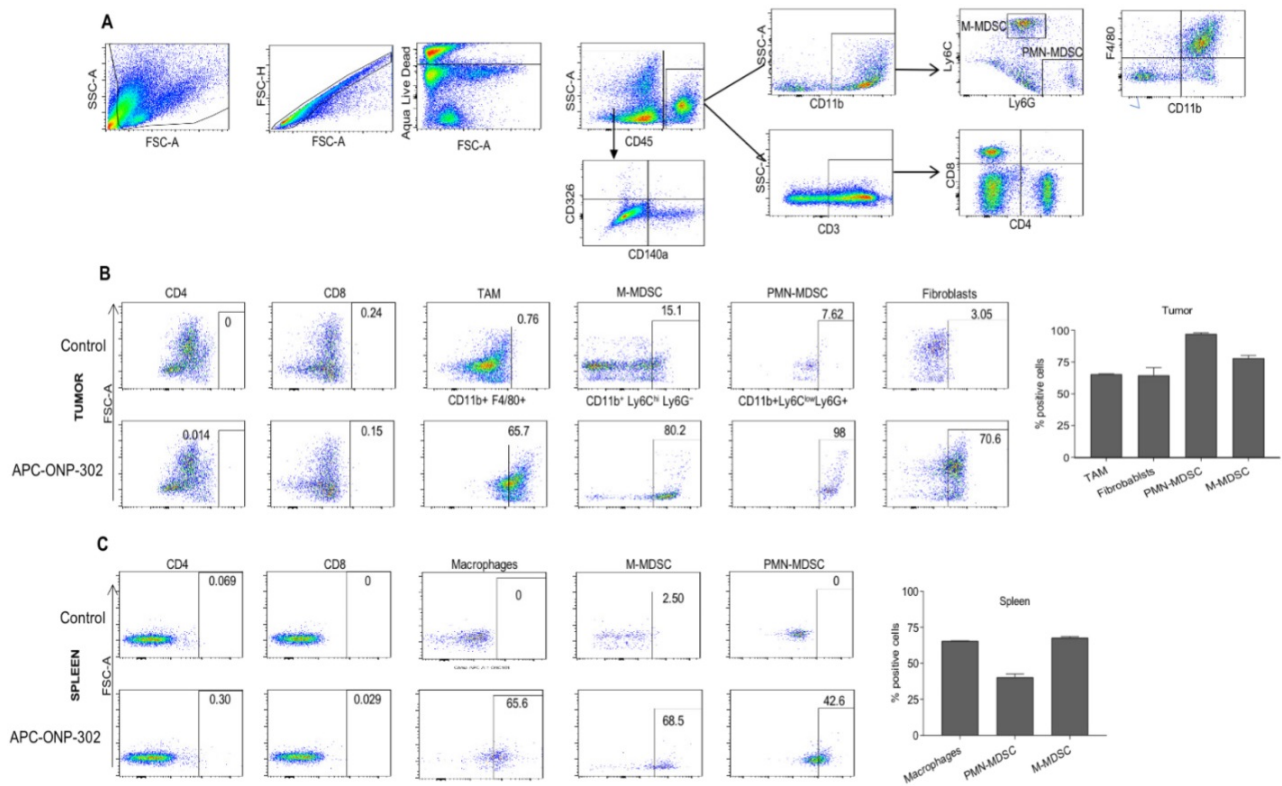 A
SSC-A
FSC-A
FSC-H
FSC-A
Aqua Live Dead
FSC-A
SSC-A
CD45
CD326
CD140a
SSC-A
CD11b
SSC-A
CD3
M-MDSC
PMN-MDSC
Ly6C
Ly6G
CD8
CD4
F4/80
CD11b
B
CD4 CD8 TAM M-MDSC PMN-MDSC Fibroblasts
TUMOR
FSC-A
Control
0 0.24 0.76 15.1 7.62 3.05
CD11b+ F4/80+ CD11b⁺ Ly6Cʰⁱ Ly6G⁻ CD11b+Ly6CˡᵒʷLy6G+
APC-ONP-302
0.014 0.15 65.7 80.2 98 70.6
Tumor
% positive cells
100
75
50
25
0
TAM
Fibrobabists
PMN-MDSC
M-MDSC
C
CD4 CD8 Macrophages M-MDSC PMN-MDSC
SPLEEN
FSC-A
Control
0.069 0 0 2.50 0
APC-ONP-302
0.30 0.029 65.6 68.5 42.6
Spleen
% positive cells
100
75
50
25
0
Macrophages
PMN-MDSC
M-MDSC